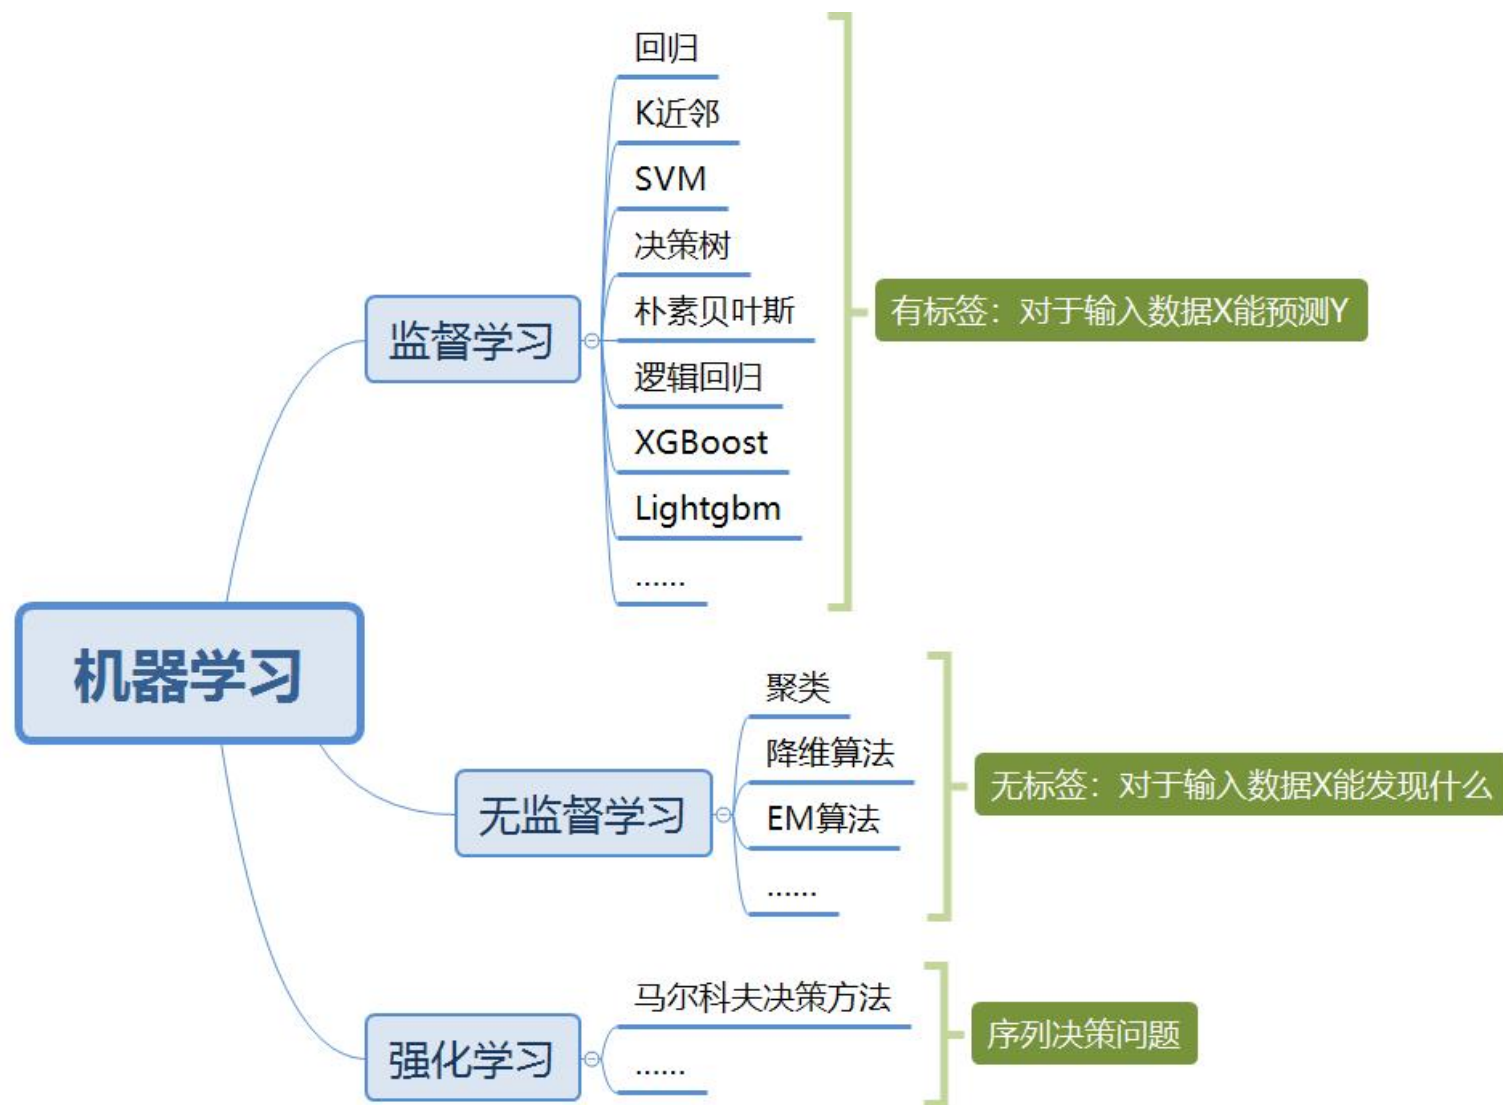 机器学习
监督学习
回归
K近邻
SVM
决策树
朴素贝叶斯
逻辑回归
XGBoost
Lightgbm
......
有标签：对于输入数据X能预测Y
无监督学习
聚类
降维算法
EM算法
......
无标签：对于输入数据X能发现什么
强化学习
马尔科夫决策方法
......
序列决策问题